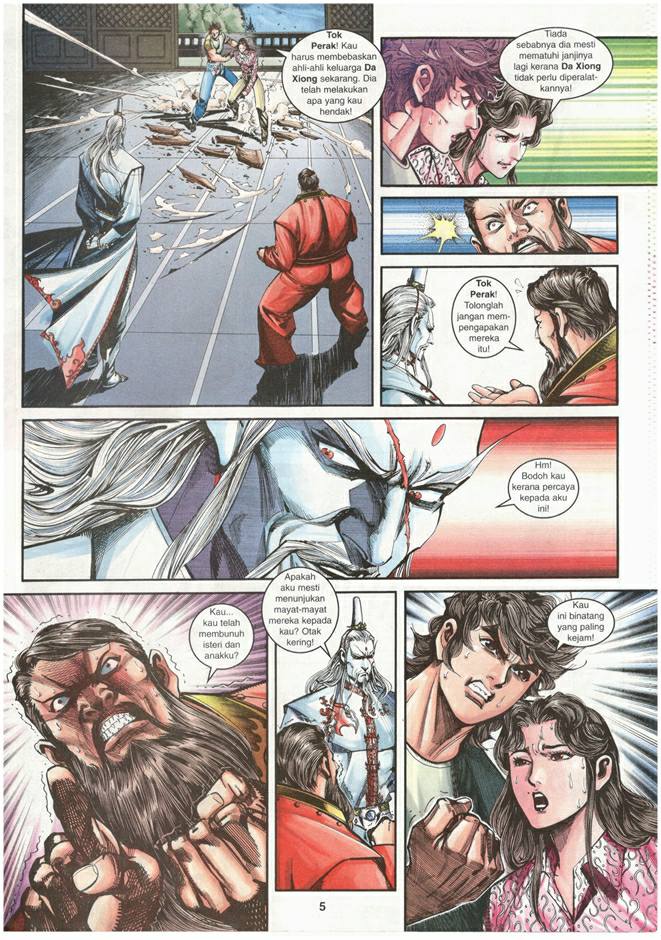 Tok
Perak! Kau
harus membebaskan
ahli-ahli keluarga Da
Xiong sekarang. Dia
telah melakukan
apa yang kau
hendak!
Tiada
sebabnya dia mesti
mematuhi janjinya
lagi kerana Da Xiong
tidak perlu diperalat-
kannya!
Tok
Perak!
Tolonglah
jangan mem-
pengapakan
mereka
itu!
Hm!
Bodoh kau
kerana percaya
kepada aku
ini!
Kau...
kau telah
membunuh
isteri dan
anakku?
Apakah
aku mesti
menunjukan
mayat-mayat
mereka kepada
kau? Otak
kering!
Kau
ini binatang
yang paling
kejam!
5